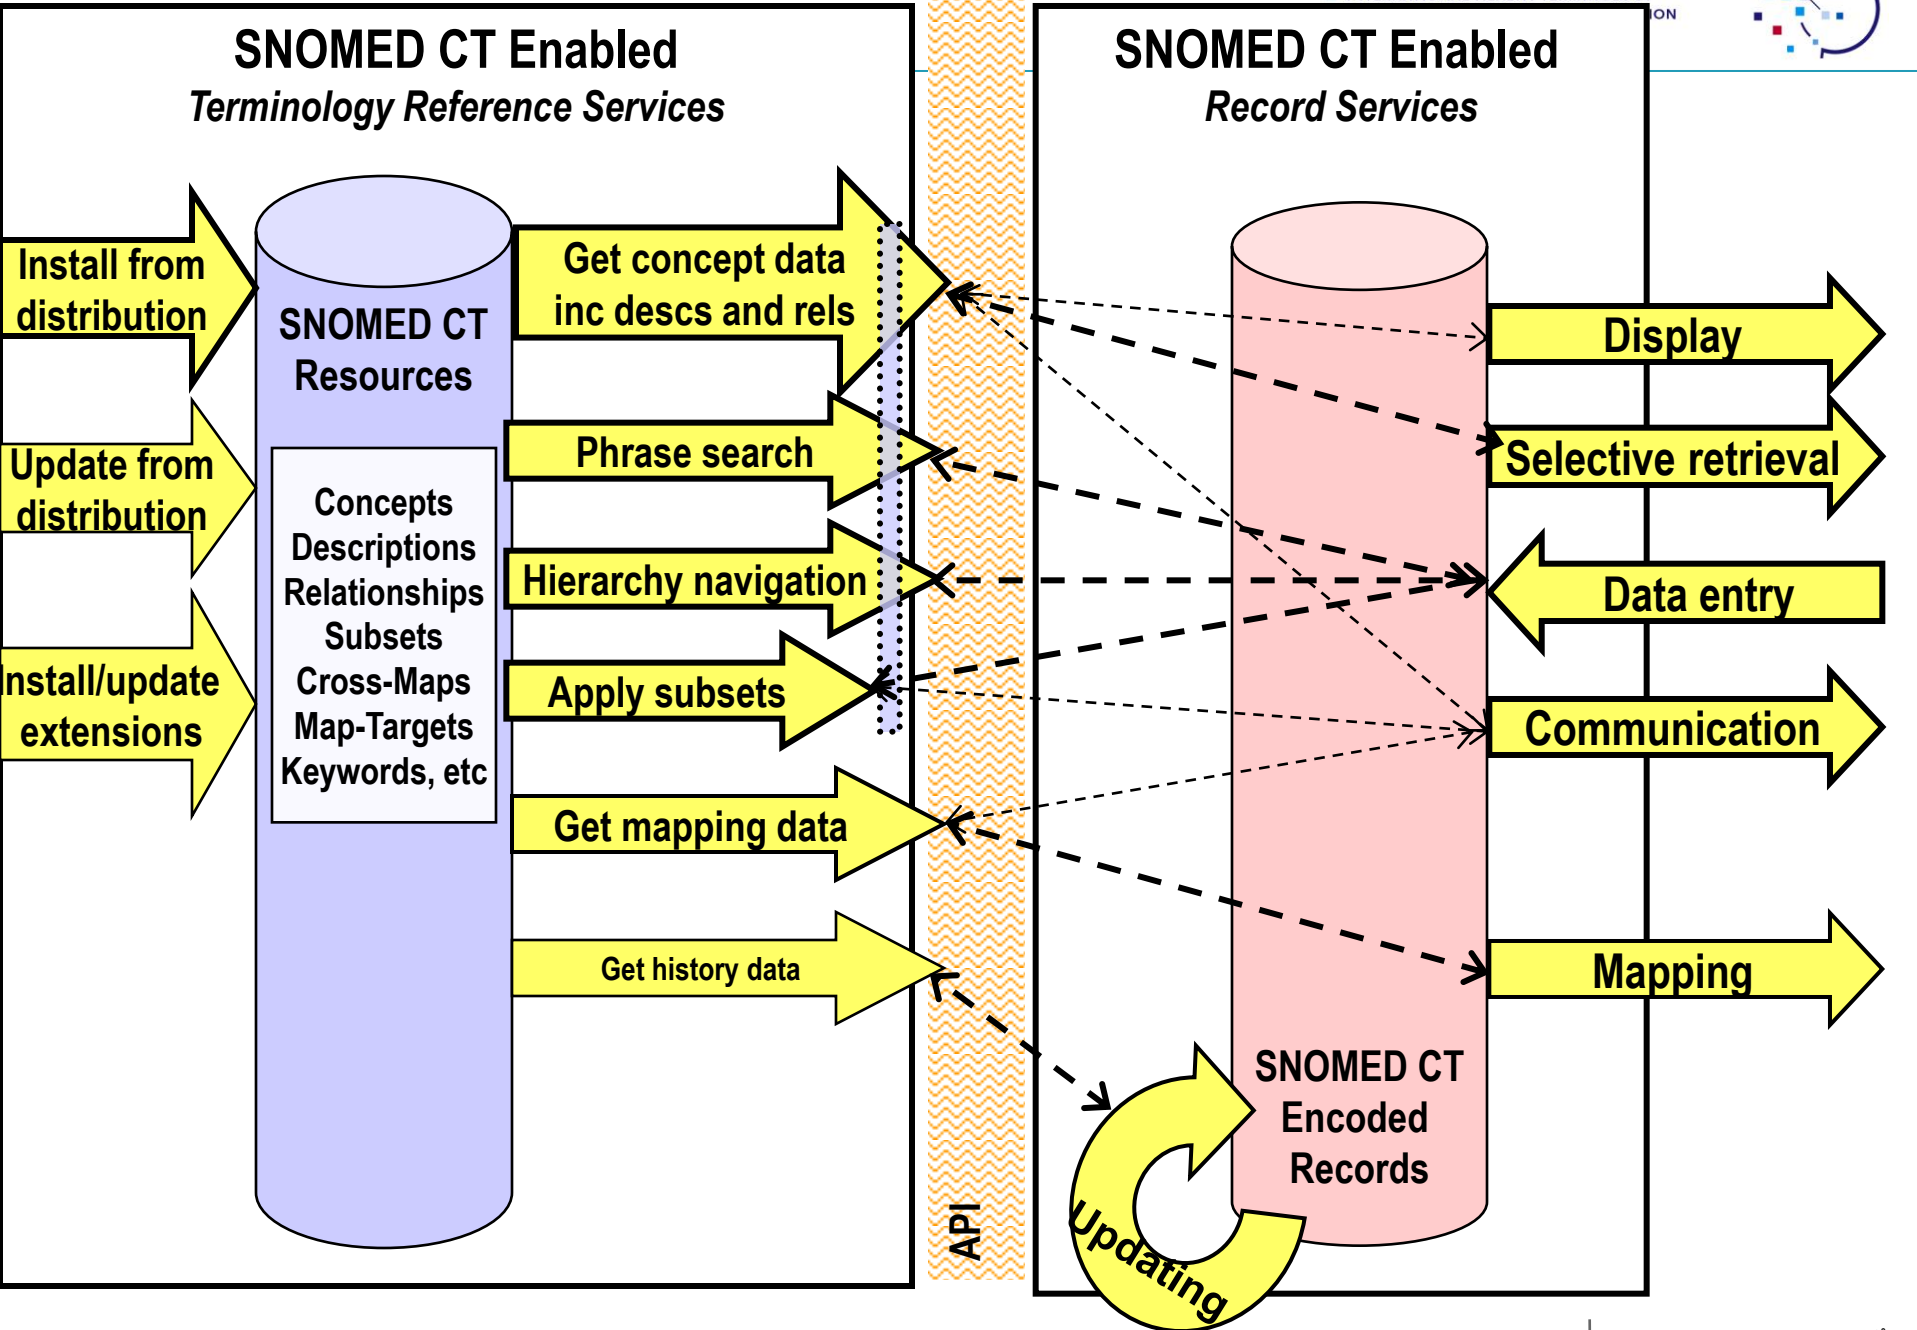 SNOMED CT Enabled
Terminology Reference Services
SNOMED CT Enabled
Record Services
ION
Install from
distribution
Update from
distribution
Install/update
extensions
SNOMED CT
Resources
Concepts
Descriptions
Relationships
Subsets
Cross-Maps
Map-Targets
Keywords, etc
Get concept data
inc descs and rels
Phrase search
Hierarchy navigation
Apply subsets
Get mapping data
Get history data
API
Display
Selective retrieval
Data entry
Communication
Mapping
SNOMED CT
Encoded
Records
Updating